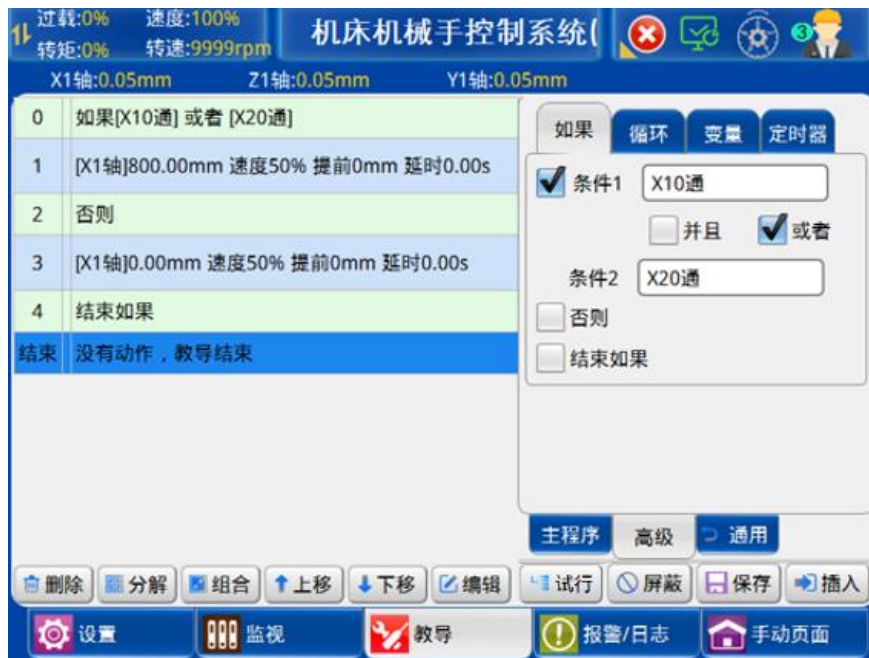 过载:0% 速度:100% 机床机械手控制系统(
转矩:0% 转速:9999rpm
3
X1轴:0.05mm Z1轴:0.05mm Y1轴:0.05mm
0 如果[X10通] 或者 [X20通]
1 [X1轴]800.00mm 速度50% 提前0mm 延时0.00s
2 否则
3 [X1轴]0.00mm 速度50% 提前0mm 延时0.00s
4 结束如果
结束 没有动作，教导结束
如果 循环 变量 定时器
条件1 X10通
并且 或者
条件2 X20通
否则
结束如果
主程序 高级 通用
删除 分解 组合 上移 下移 编辑 试行 屏蔽 保存 插入
设置 监视 教导 报警/日志 手动页面